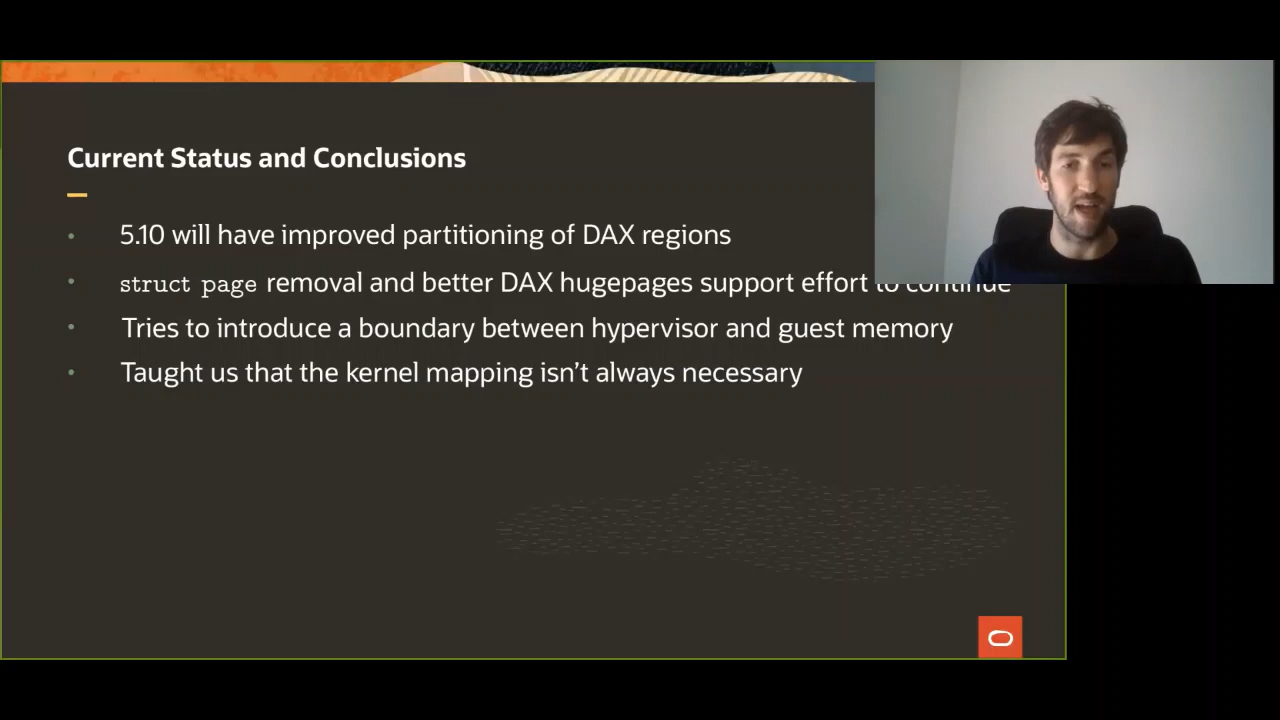 Current Status and Conclusions
5.10 will have improved partitioning of DAX regions
struct page removal and better DAX hugepages support effort to continue
Tries to introduce a boundary between hypervisor and guest memory
Taught us that the kernel mapping isn’t always necessary